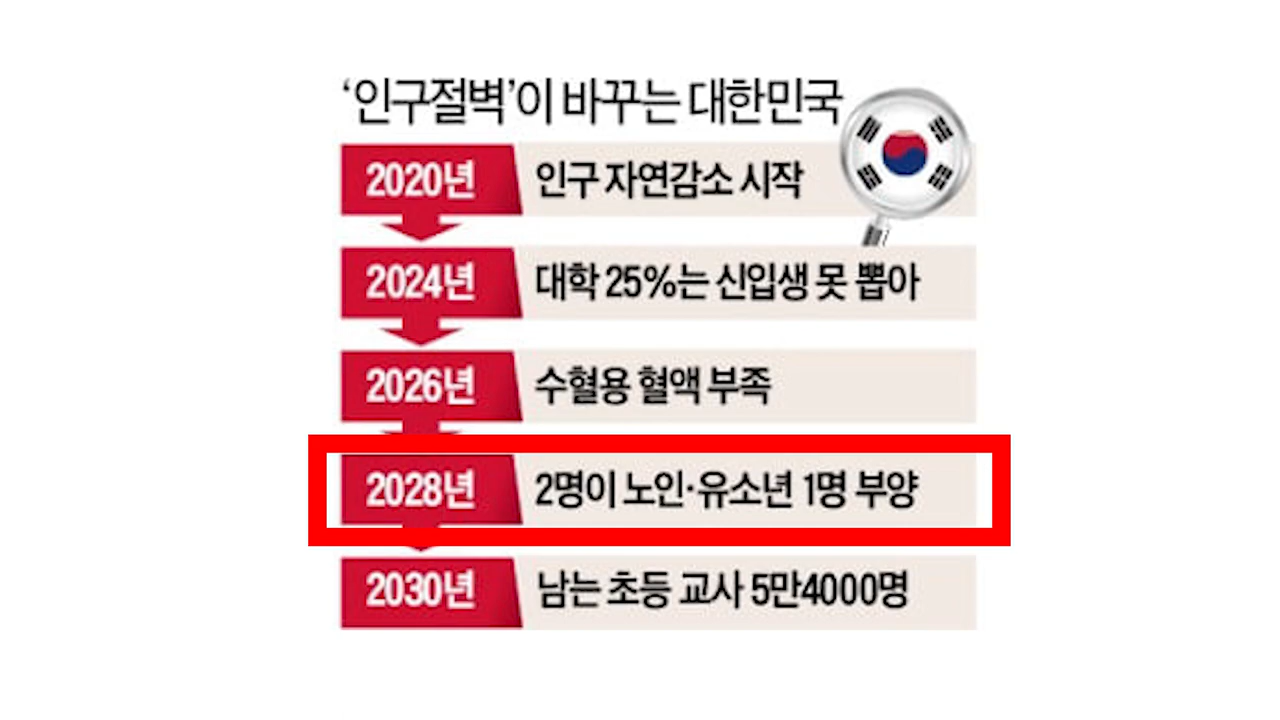 ‘인구절벽’이 바꾸는 대한민국
2020년 인구 자연감소 시작
2024년 대학 25%는 신입생 못 뽑아
2026년 수혈용 혈액 부족
2028년 2명이 노인·유소년 1명 부양
2030년 남는 초등 교사 5만4000명